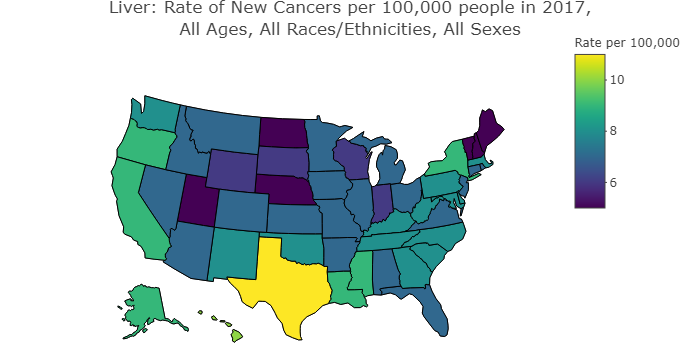 Liver: Rate of New Cancers per 100,000 people in 2017,
All Ages, All Races/Ethnicities, All Sexes
Rate per 100,000
10
8
6